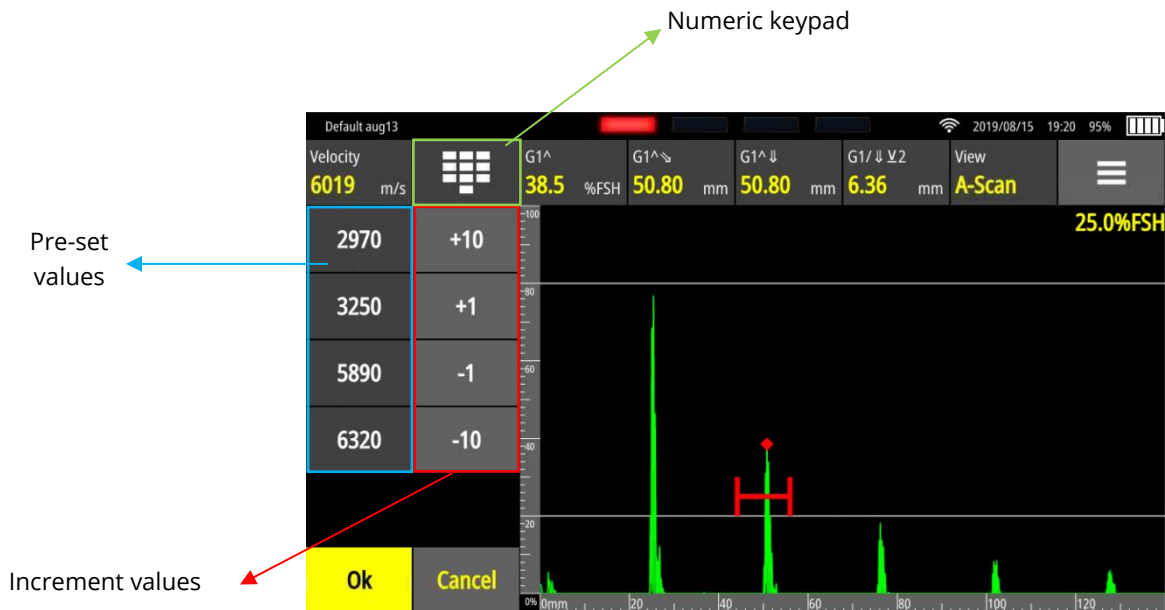 Numeric keypad
Default aug13
2019/08/15 19:20 95%
Velocity
6019 m/s
G1^
38.5 %FSH
G1^⇘
50.80 mm
G1^⇓
50.80 mm
G1/⇓⊻2
6.36 mm
View
A-Scan
Pre-set
values
2970 +10
3250 +1
5890 -1
6320 -10
Ok Cancel
Increment values
25.0%FSH
100
80
60
40
20
0% 0mm 20 40 60 80 100 120